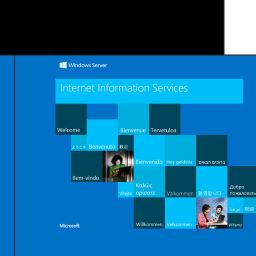 Windows Server
Internet Information Services
Welcome
Bienvenue
Tervetuloa
ようこそ
Benvenuto
歓迎
Bienvenido
Hoş geldiniz
ברוכים הבאים
Bem-vindo
Vítejte
Καλώς
ορίσατε
Välkommen
환영합니다
Добро
пожаловать
Üdvözöljük
Willkommen
Velkommen
Witamy
Microsoft